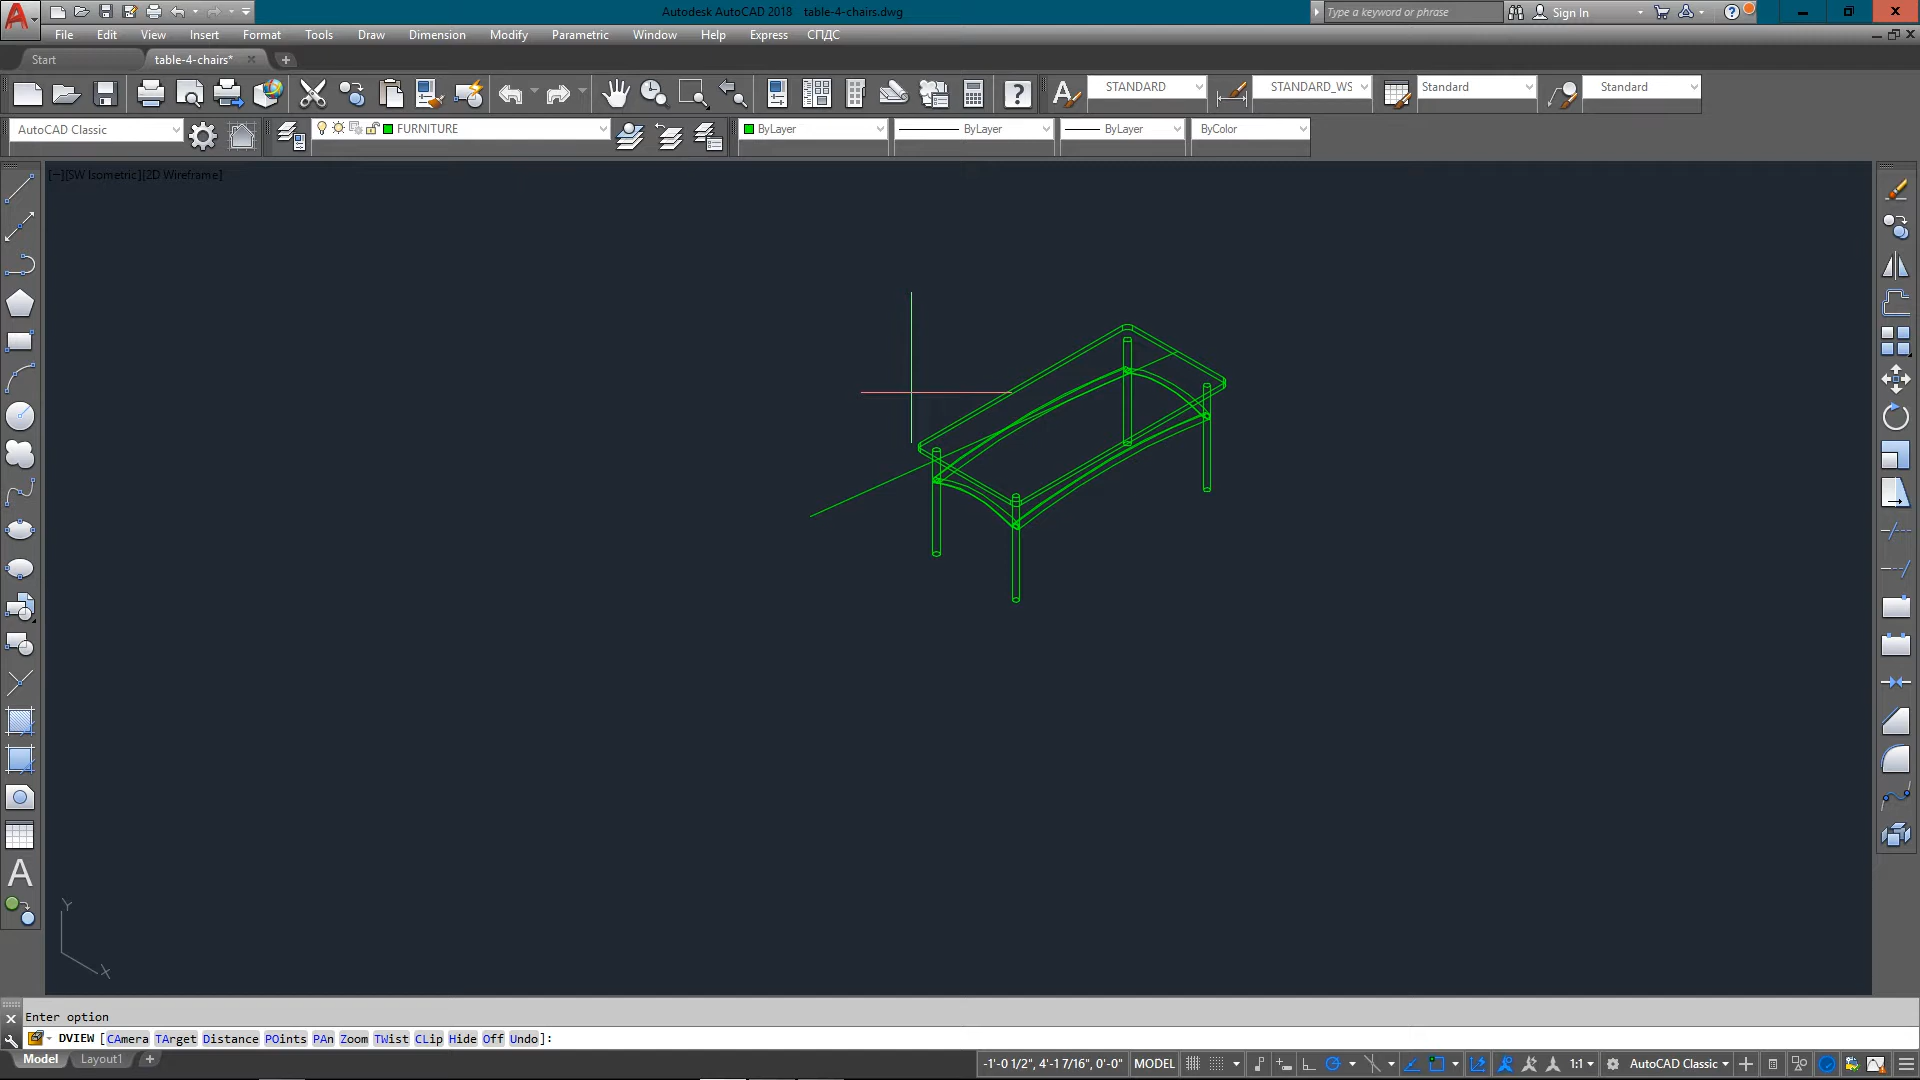 Autodesk AutoCAD 2018 table-4-chairs.dwg
Type a keyword or phrase
Sign In
File Edit View Insert Format Tools Draw Dimension Modify Parametric Window Help Express СПДС
Start
table-4-chairs*
STANDARD
STANDARD_WS
Standard
Standard
AutoCAD Classic
FURNITURE
ByLayer
ByLayer
ByLayer
ByColor
[−][SW Isometric][2D Wireframe]
A
Y
X
Enter option
DVIEW [CAmera TArget Distance POints PAn Zoom TWist CLip Hide Off Undo]:
Model
Layout1
-1'-0 1/2", 4'-1 7/16", 0'-0"
MODEL
1:1
AutoCAD Classic